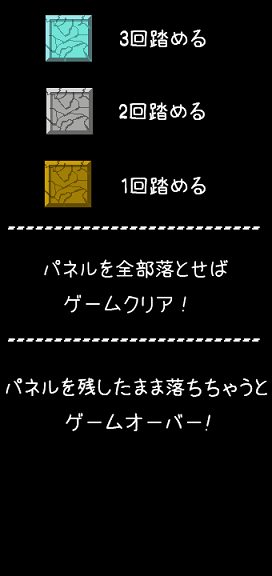 3回踏める
2回踏める
1回踏める
パネルを全部落とせば
ゲームクリア！
パネルを残したまま落ちちゃうと
ゲームオーバー!